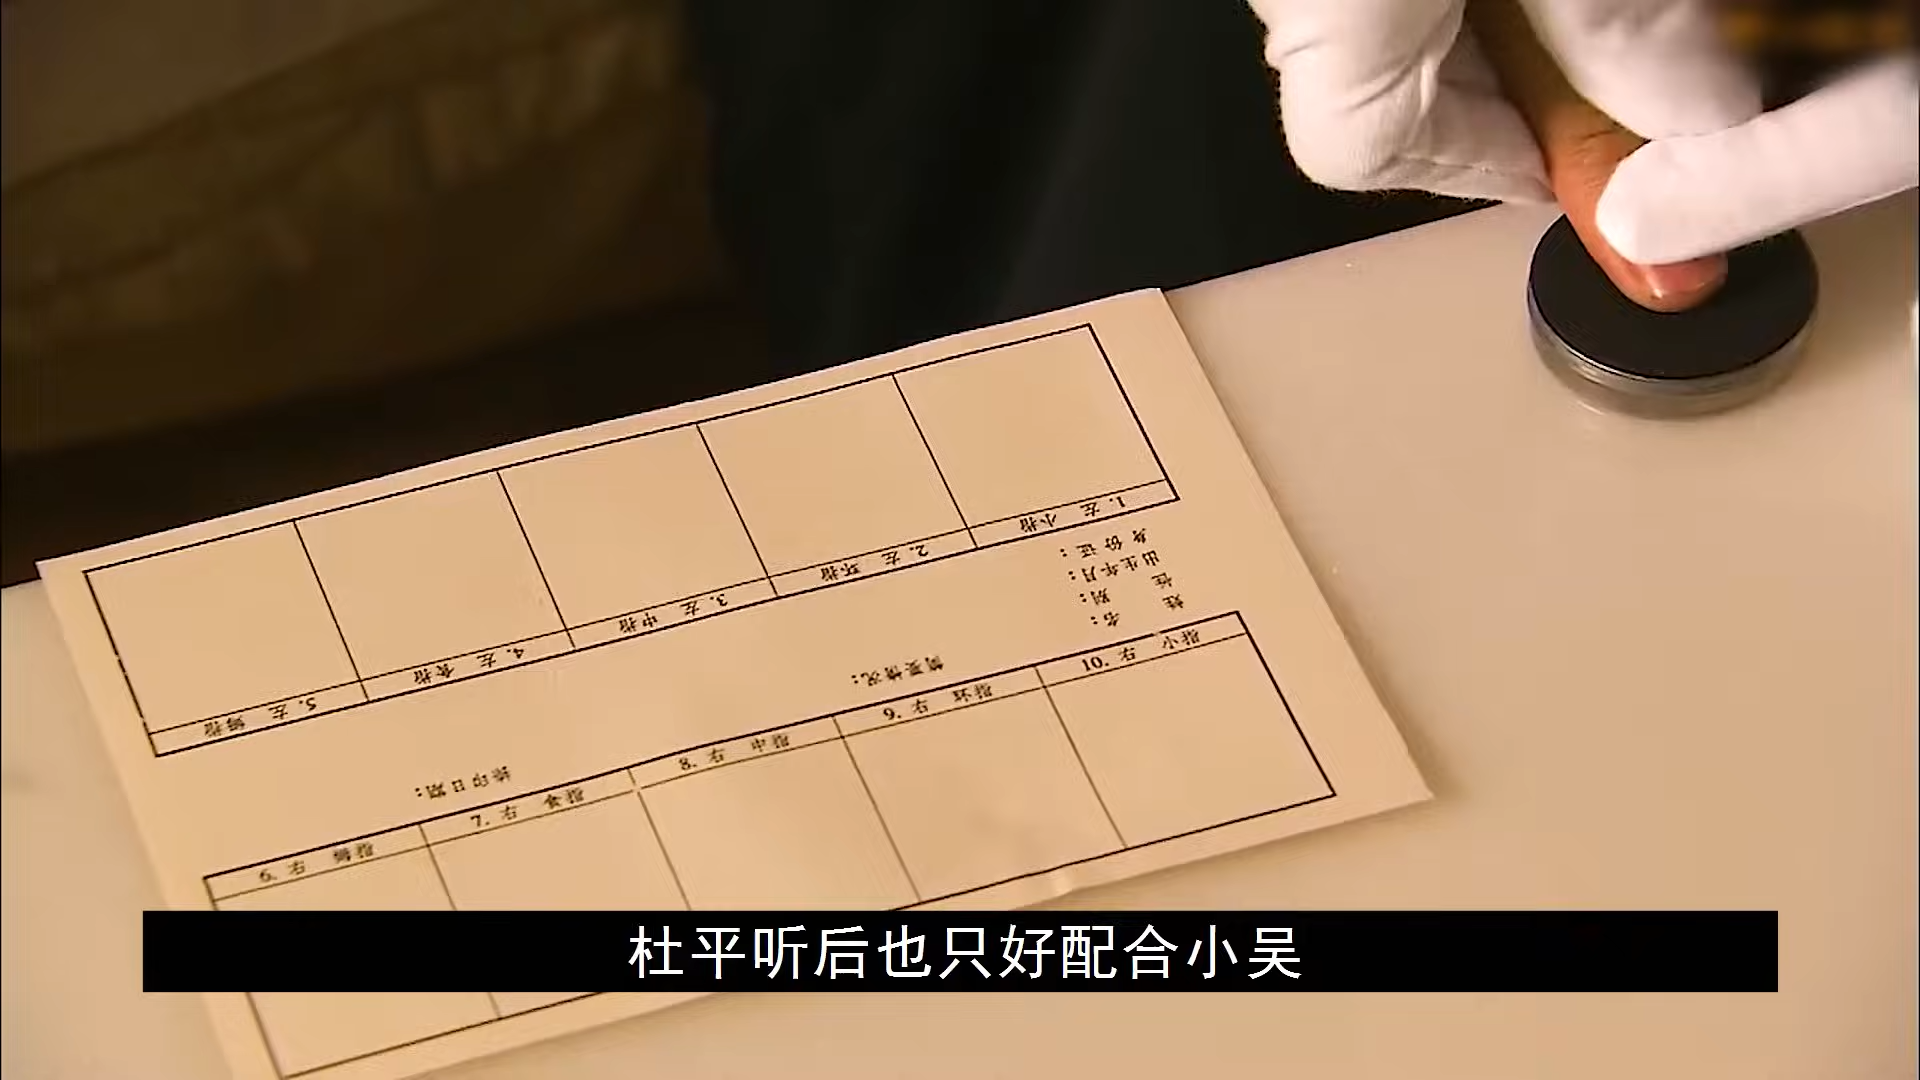 1. 左 小指
2. 左 环指
3. 左 中指
4. 左 食指
5. 左 拇指
姓 名：
性 别：
出生年月：
身份证：
简要情况：
捺印日期：
6. 右 拇指
7. 右 食指
8. 右 中指
9. 右 环指
10. 右 小指
杜平听后也只好配合小吴